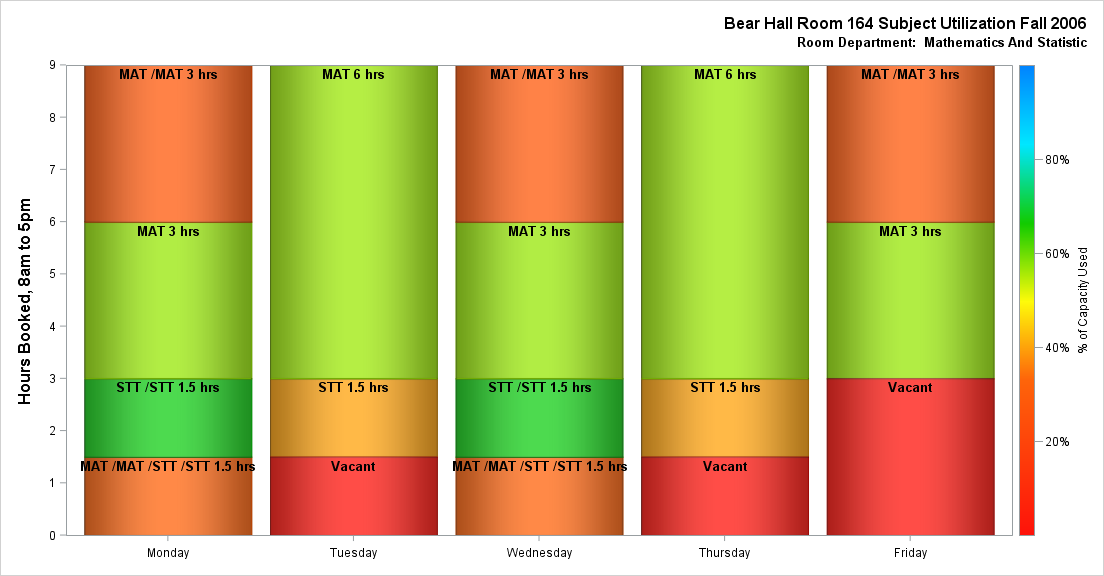 Bear Hall Room 164 Subject Utilization Fall 2006
Room Department:  Mathematics And Statistic
Hours Booked, 8am to 5pm
9
8
7
6
5
4
3
2
1
0
MAT /MAT 3 hrs
MAT 3 hrs
STT /STT 1.5 hrs
MAT /MAT /STT /STT 1.5 hrs
Monday
MAT 6 hrs
STT 1.5 hrs
Vacant
Tuesday
MAT /MAT 3 hrs
MAT 3 hrs
STT /STT 1.5 hrs
MAT /MAT /STT /STT 1.5 hrs
Wednesday
MAT 6 hrs
STT 1.5 hrs
Vacant
Thursday
MAT /MAT 3 hrs
MAT 3 hrs
Vacant
Friday
80%
60%
40%
20%
% of Capacity Used